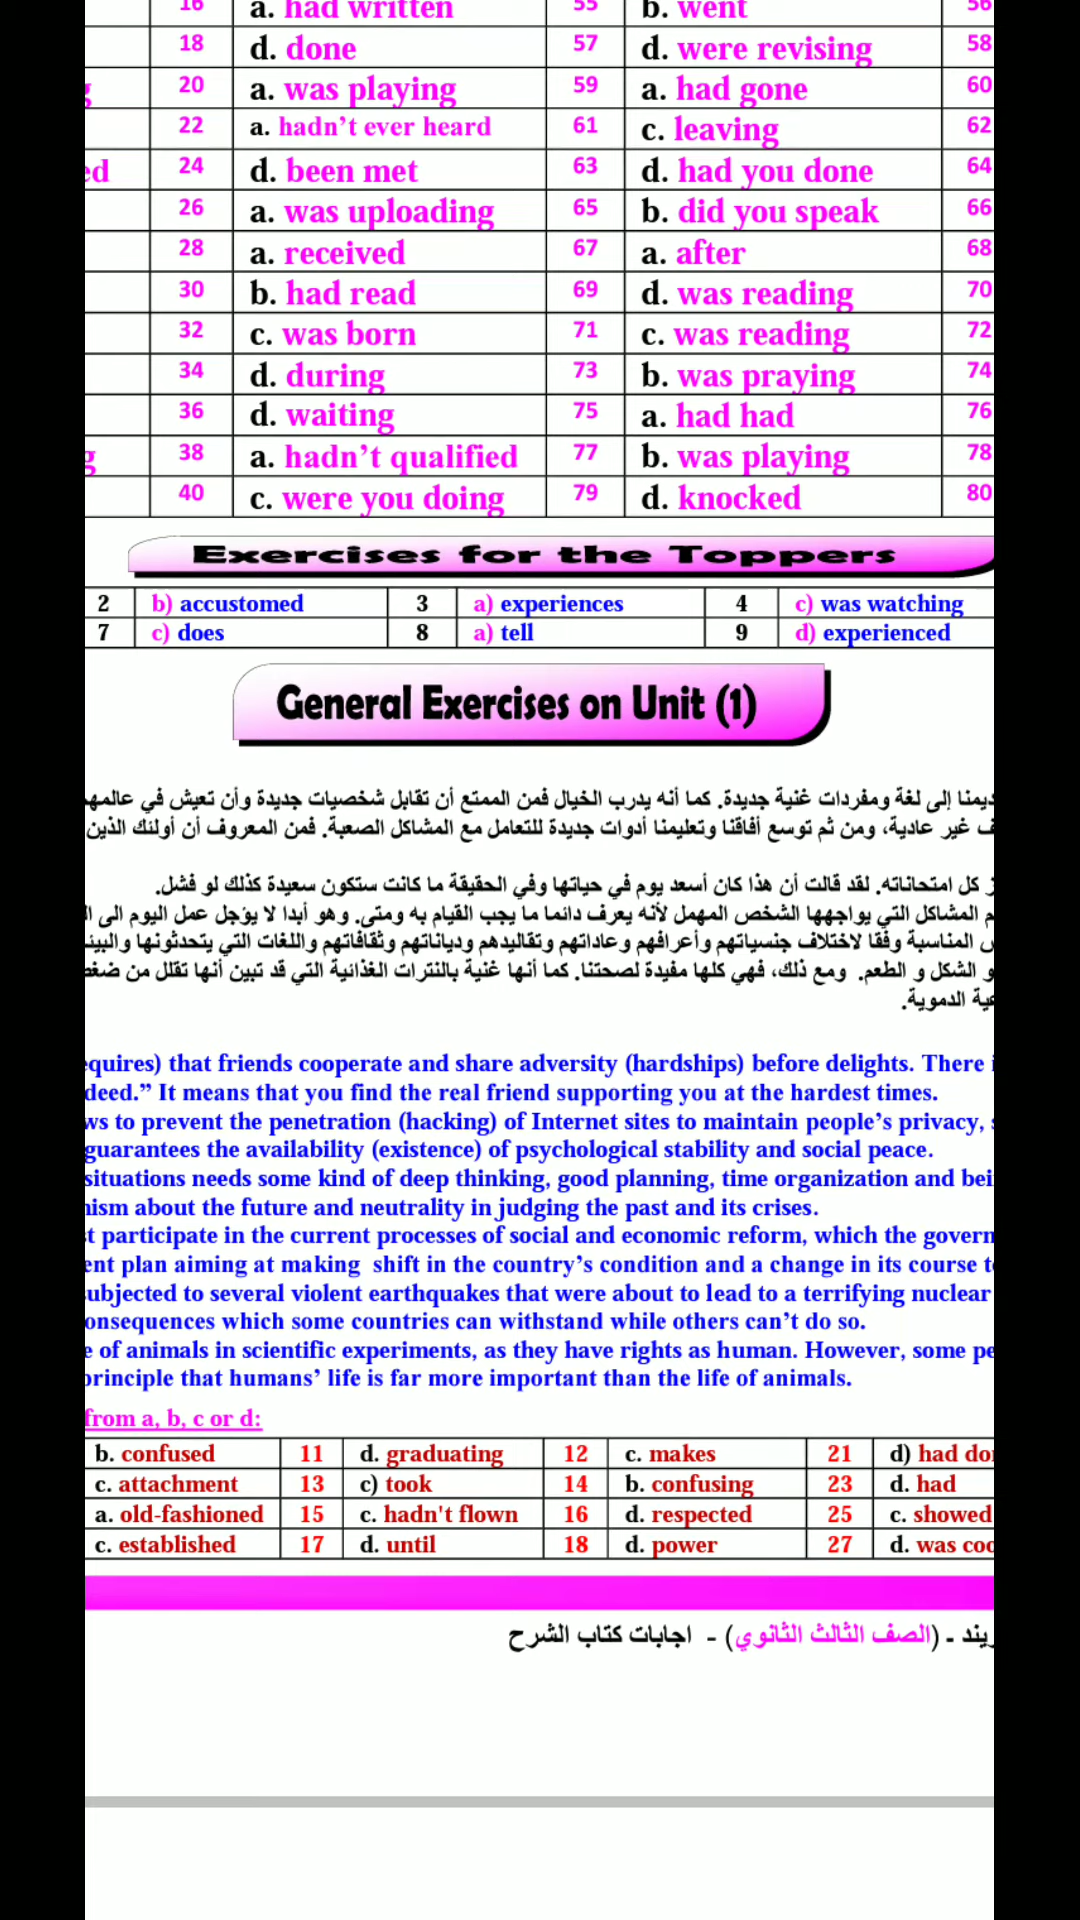 16 a. had written 55 b. went 56
18 d. done 57 d. were revising 58
20 a. was playing 59 a. had gone 60
22 a. hadn't ever heard 61 c. leaving 62
ed 24 d. been met 63 d. had you done 64
26 a. was uploading 65 b. did you speak 66
28 a. received 67 a. after 68
30 b. had read 69 d. was reading 70
32 c. was born 71 c. was reading 72
34 d. during 73 b. was praying 74
36 d. waiting 75 a. had had 76
g 38 a. hadn't qualified 77 b. was playing 78
40 c. were you doing 79 d. knocked 80
Exercises for the Toppers
2 b) accustomed 3 a) experiences 4 c) was watching
7 c) does 8 a) tell 9 d) experienced
General Exercises on Unit (1)
إلى لغة ومفردات غنية جديدة. كما أنه يدرب الخيال فمن الممتع أن تقابل شخصيات جديدة وأن تعيش في
غير عادية، ومن ثم توسع أفاقنا وتعليمنا أدوات جديدة للتعامل مع المشاكل الصعبة. فمن المعروف أن أولئك الذين
كل امتحاناته. لقد قالت أن هذا كان أسعد يوم في حياتها وفي الحقيقة ما كانت ستكون سعيدة كذلك لو فشل.
المشاكل التي يواجهها الشخص المهمل لأنه يعرف دائما ما يجب القيام به ومتى. وهو أبدا لا يؤجل عمل اليوم الى
المناسبة وفقا لاختلاف جنسياتهم وأعرافهم وعاداتهم وتقاليدهم ودياناتهم وثقافاتهم واللغات التي يتحدثونها
و الشكل و الطعم. ومع ذلك، فهي كلها مفيدة لصحتنا. كما أنها غنية بالنترات الغذائية التي قد تبين أنها تقلل من
الدموية.
equires) that friends cooperate and share adversity (hardships) before delights. There
deed." It means that you find the real friend supporting you at the hardest times.
ws to prevent the penetration (hacking) of Internet sites to maintain people's privacy,
guarantees the availability (existence) of psychological stability and social peace.
situations needs some kind of deep thinking, good planning, time organization and bei
nism about the future and neutrality in judging the past and its crises.
t participate in the current processes of social and economic reform, which the govern
ent plan aiming at making shift in the country's condition and a change in its course t
ubjected to several violent earthquakes that were about to lead to a terrifying nuclear
onsequences which some countries can withstand while others can't do so.
e of animals in scientific experiments, as they have rights as human. However, some pe
principle that humans' life is far more important than the life of animals.
from a, b, c or d:
b. confused 11 d. graduating 12 c. makes 21 d) had do
c. attachment 13 c) took 14 b. confusing 23 d. had
a. old-fashioned 15 c. hadn't flown 16 d. respected 25 c. showed
c. established 17 d. until 18 d. power 27 d. was coo
يند - (الصف الثالث الثانوي) - اجابات كتاب الشرح